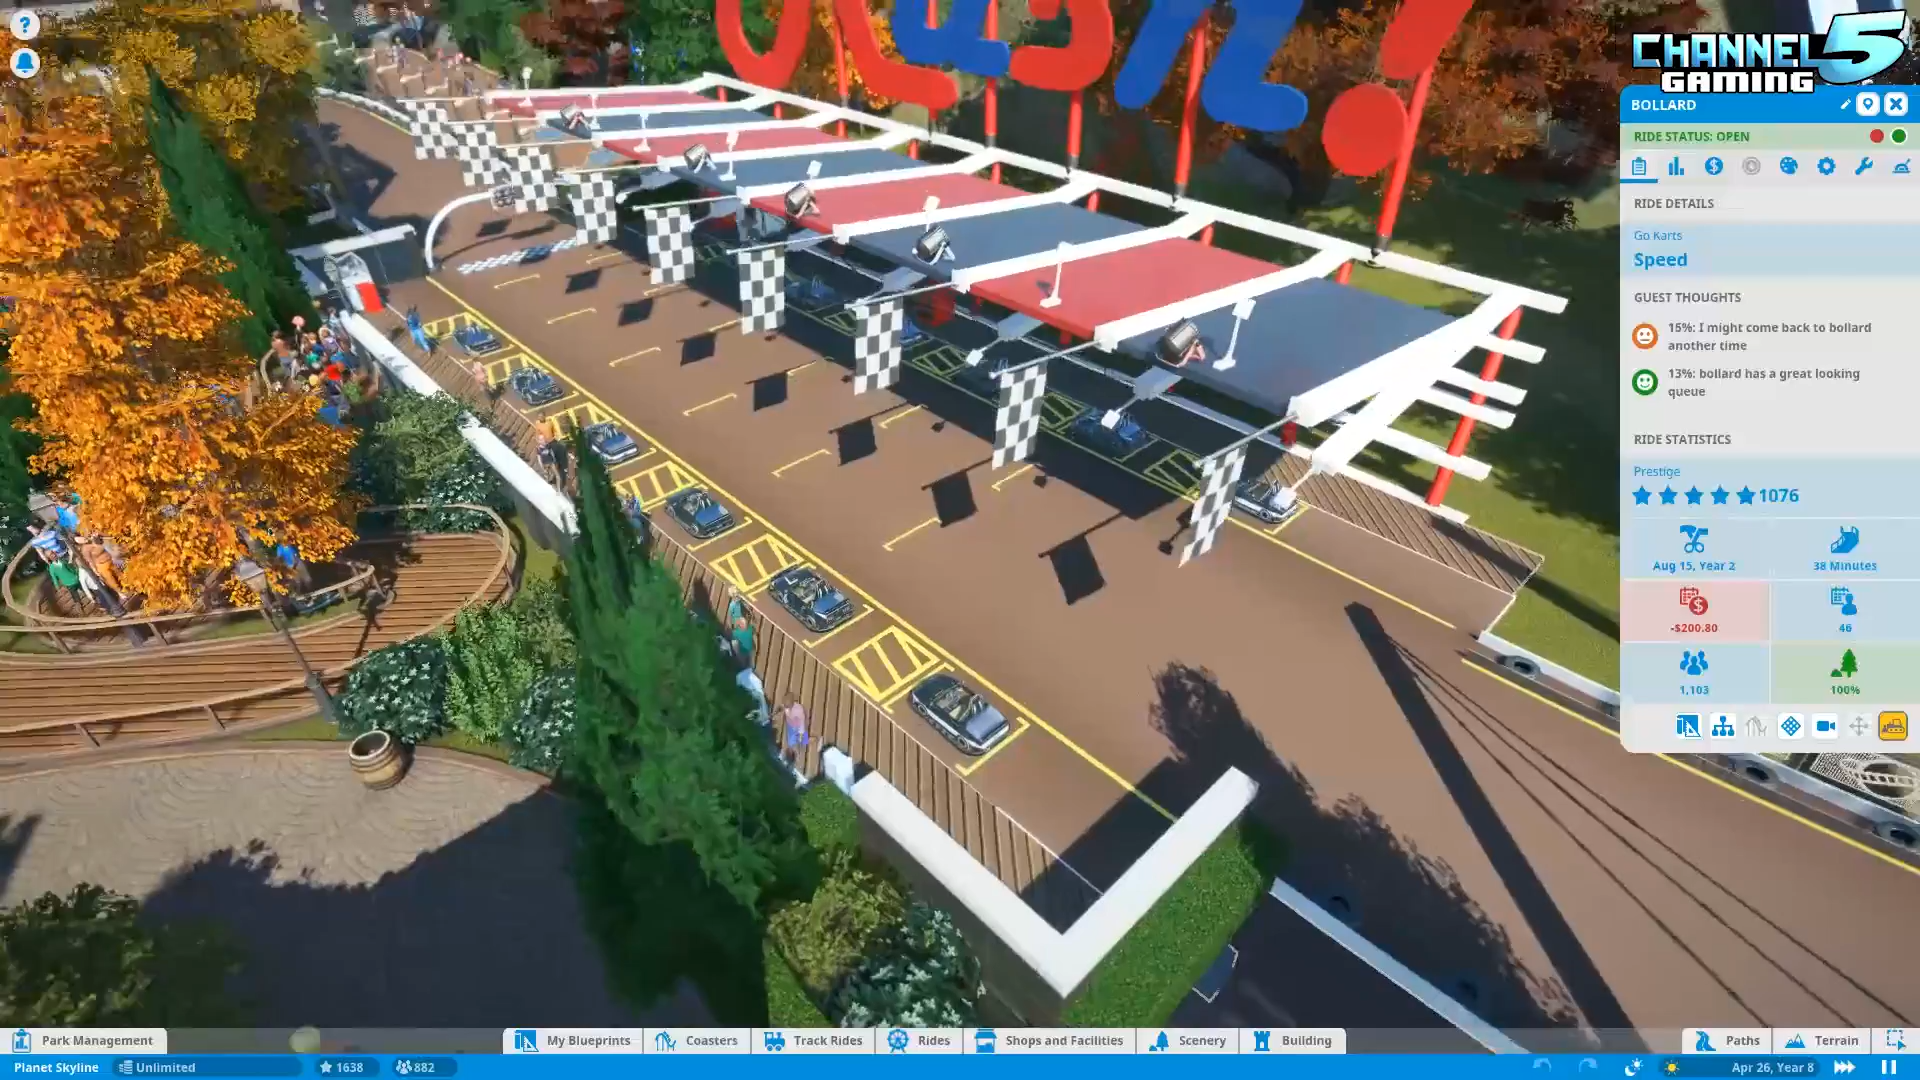 CHANNEL 5
GAMING
BOLLARD
RIDE STATUS: OPEN
RIDE DETAILS
Go Karts
Speed
GUEST THOUGHTS
15%: I might come back to bollard
another time
13%: bollard has a great looking
queue
RIDE STATISTICS
Prestige
1076
Aug 15, Year 2
38 Minutes
-$200.80
46
1,103
100%
Park Management
My Blueprints
Coasters
Track Rides
Rides
Shops and Facilities
Scenery
Building
Paths
Terrain
Planet Skyline
Unlimited
1638
882
Apr 26, Year 8